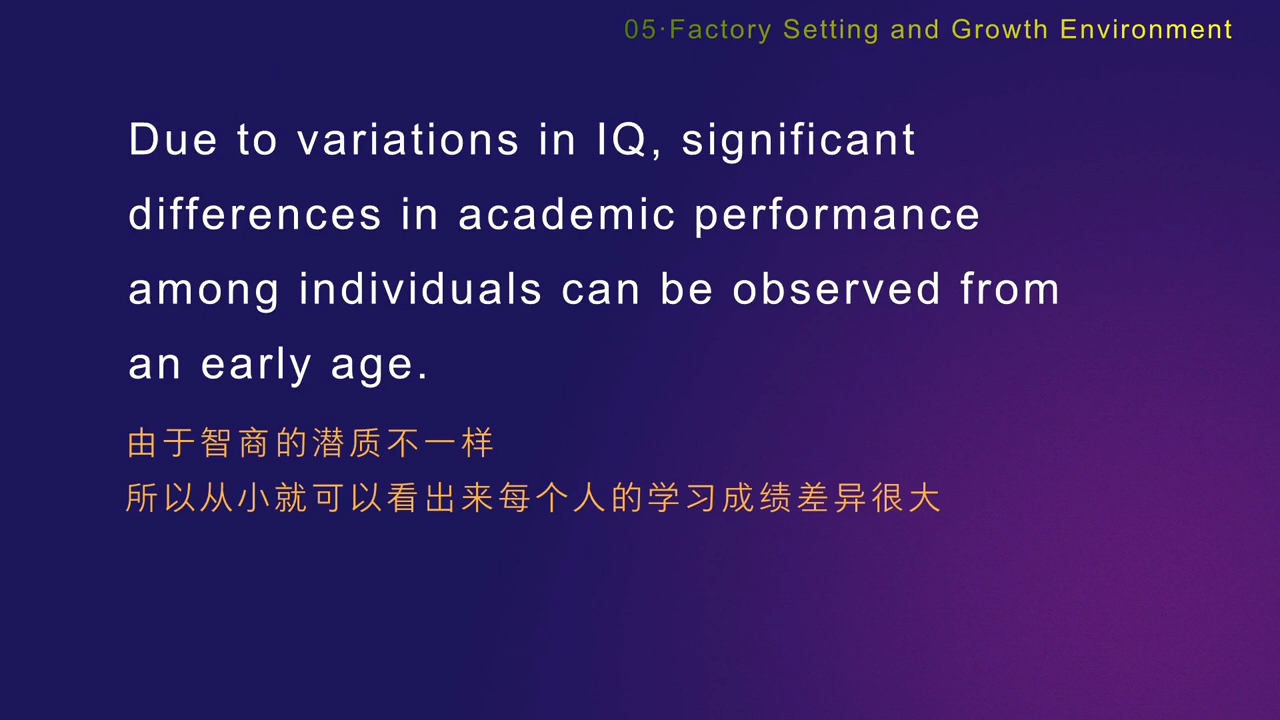 05·Factory Setting and Growth Environment
Due to variations in IQ, significant
differences in academic performance
among individuals can be observed from
an early age.
由于智商的潜质不一样
所以从小就可以看出来每个人的学习成绩差异很大